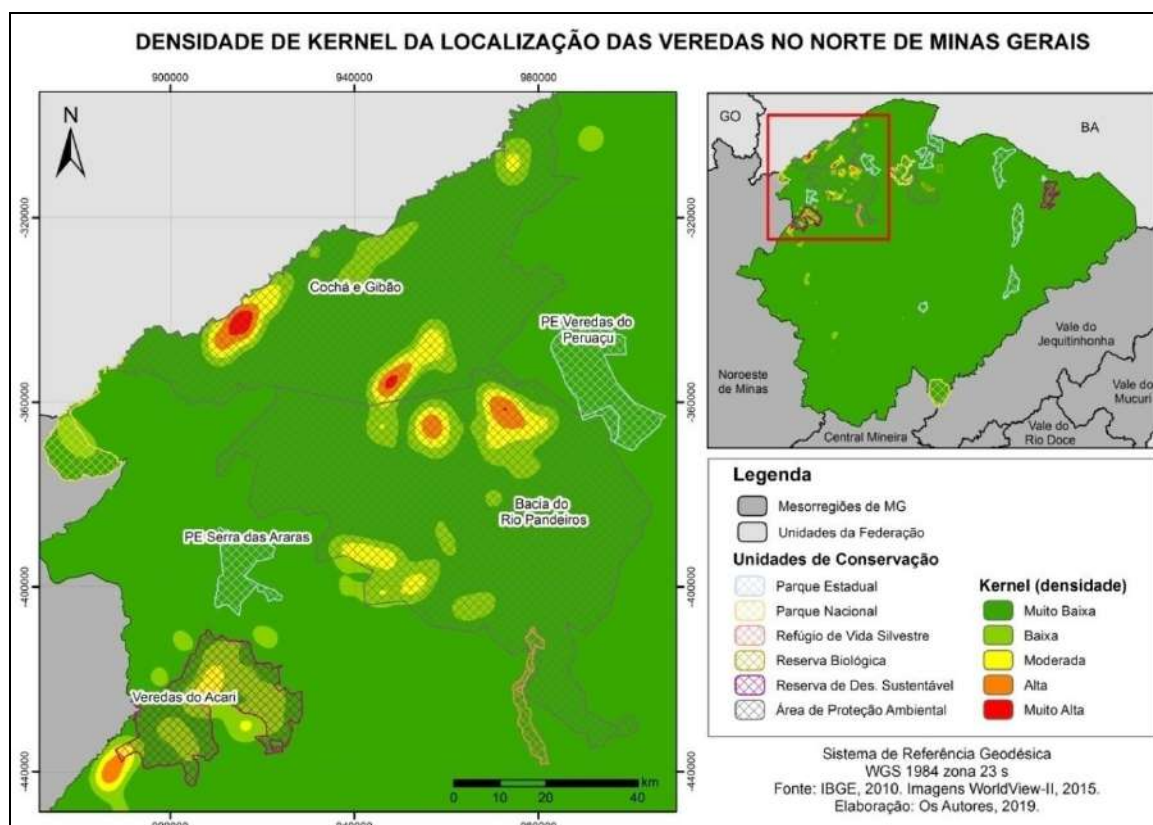 DENSIDADE DE KERNEL DA LOCALIZAÇÃO DAS VEREDAS NO NORTE DE MINAS GERAIS
900000 940000 980000
N
-320000
-360000
-400000
-440000
-320000
-360000
-400000
-440000
Cochá e Gibão
PE Veredas do
Peruaçu
Bacia do
Rio Pandeiros
PE Serra das Araras
Veredas do Acari
km
0 10 20 40
940000
GO
BA
Noroeste
de Minas
Central Mineira
Vale do
Jequitinhonha
Vale do
Mucuri
Vale do
Rio Doce
Legenda
Mesorregiões de MG
Unidades da Federação
Unidades de Conservação
Parque Estadual
Parque Nacional
Refúgio de Vida Silvestre
Reserva Biológica
Reserva de Des. Sustentável
Área de Proteção Ambiental
Kernel (densidade)
Muito Baixa
Baixa
Moderada
Alta
Muito Alta
Sistema de Referência Geodésica
WGS 1984 zona 23 s
Fonte: IBGE, 2010. Imagens WorldView-II, 2015.
Elaboração: Os Autores, 2019.